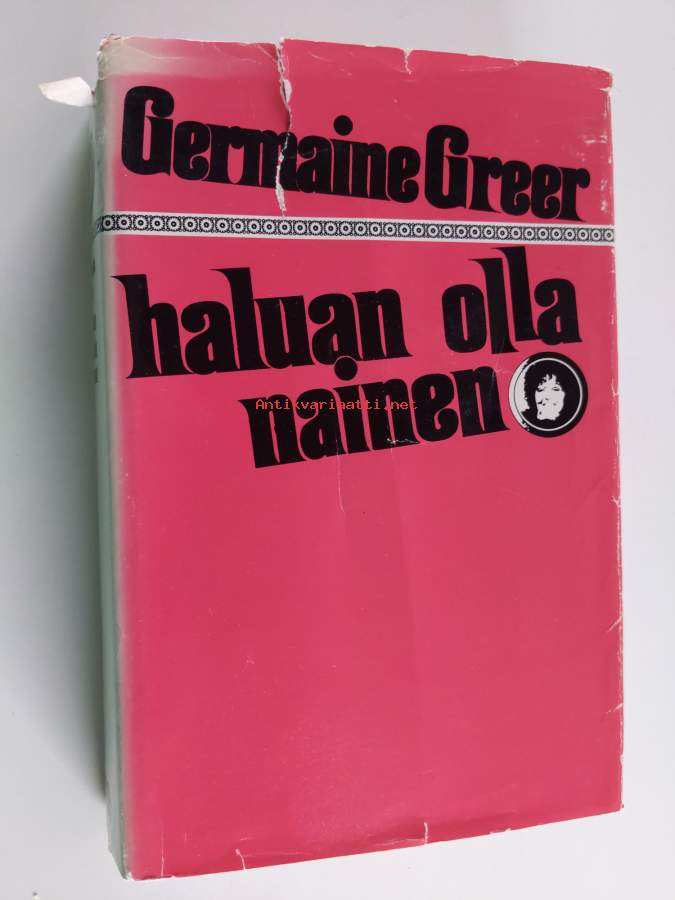 Germaine Greer
haluan olla
nainen
Antikvariaatti.net